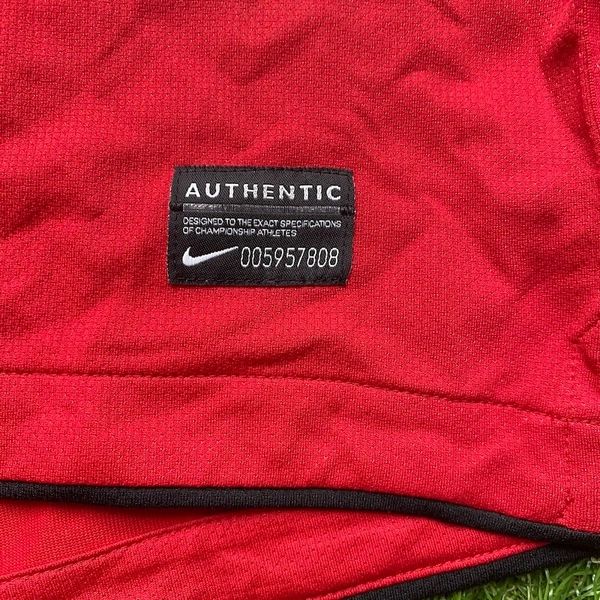 AUTHENTIC
DESIGNED TO THE EXACT SPECIFICATIONS
OF CHAMPIONSHIP ATHLETES
005957808